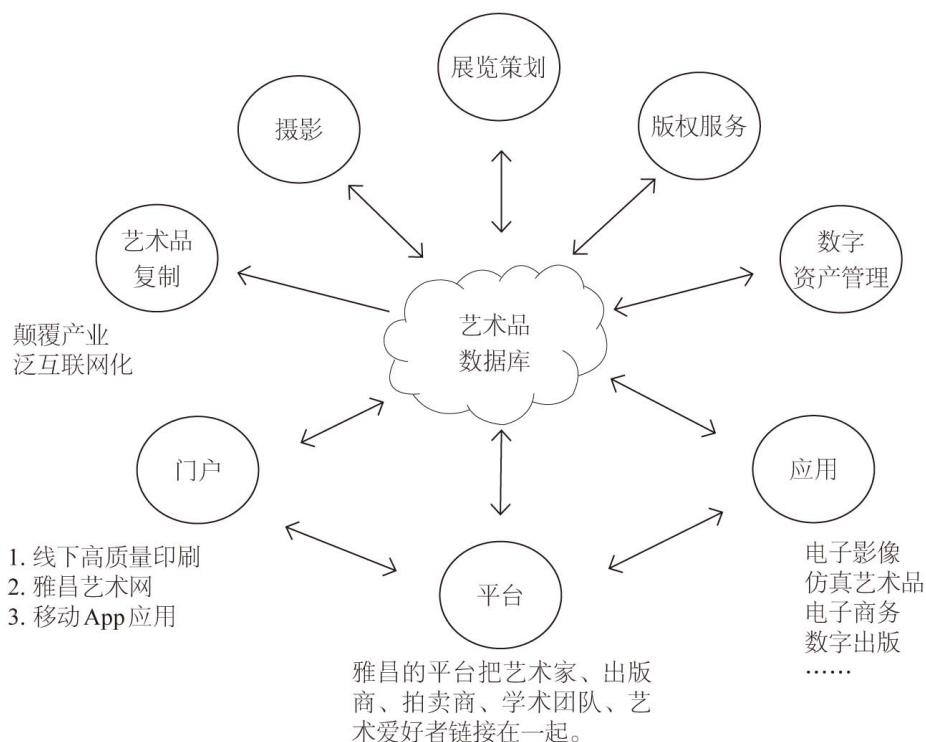 展览策划
摄影
版权服务
艺术品
复制
数字
资产管理
艺术品
数据库
颠覆产业
泛互联网化
门户
应用
1. 线下高质量印刷
2. 雅昌艺术网
3. 移动App应用
平台
电子影像
仿真艺术品
电子商务
数字出版
……
雅昌的平台把艺术家、出版
商、拍卖商、学术团队、艺
术爱好者链接在一起。